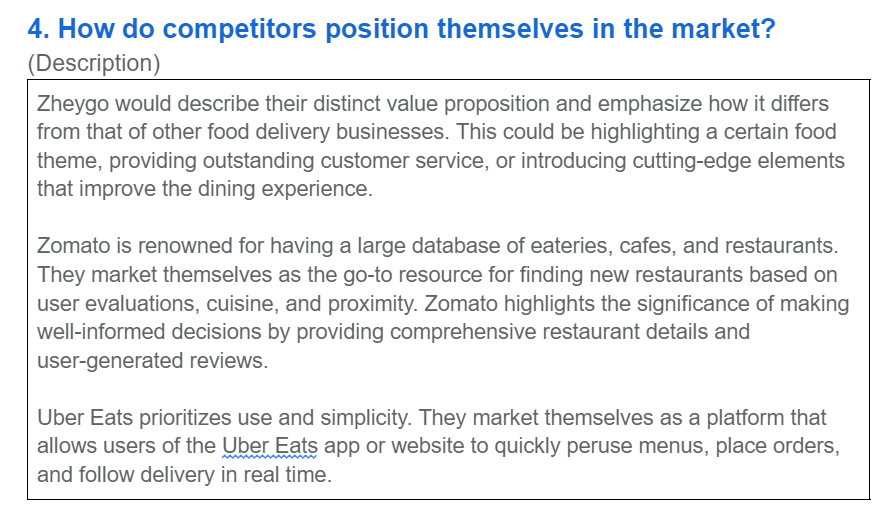 4. How do competitors position themselves in the market?
(Description)
Zheygo would describe their distinct value proposition and emphasize how it differs
from that of other food delivery businesses. This could be highlighting a certain food
theme, providing outstanding customer service, or introducing cutting-edge elements
that improve the dining experience.
Zomato is renowned for having a large database of eateries, cafes, and restaurants.
They market themselves as the go-to resource for finding new restaurants based on
user evaluations, cuisine, and proximity. Zomato highlights the significance of making
well-informed decisions by providing comprehensive restaurant details and
user-generated reviews.
Uber Eats prioritizes use and simplicity. They market themselves as a platform that
allows users of the Uber Eats app or website to quickly peruse menus, place orders,
and follow delivery in real time.